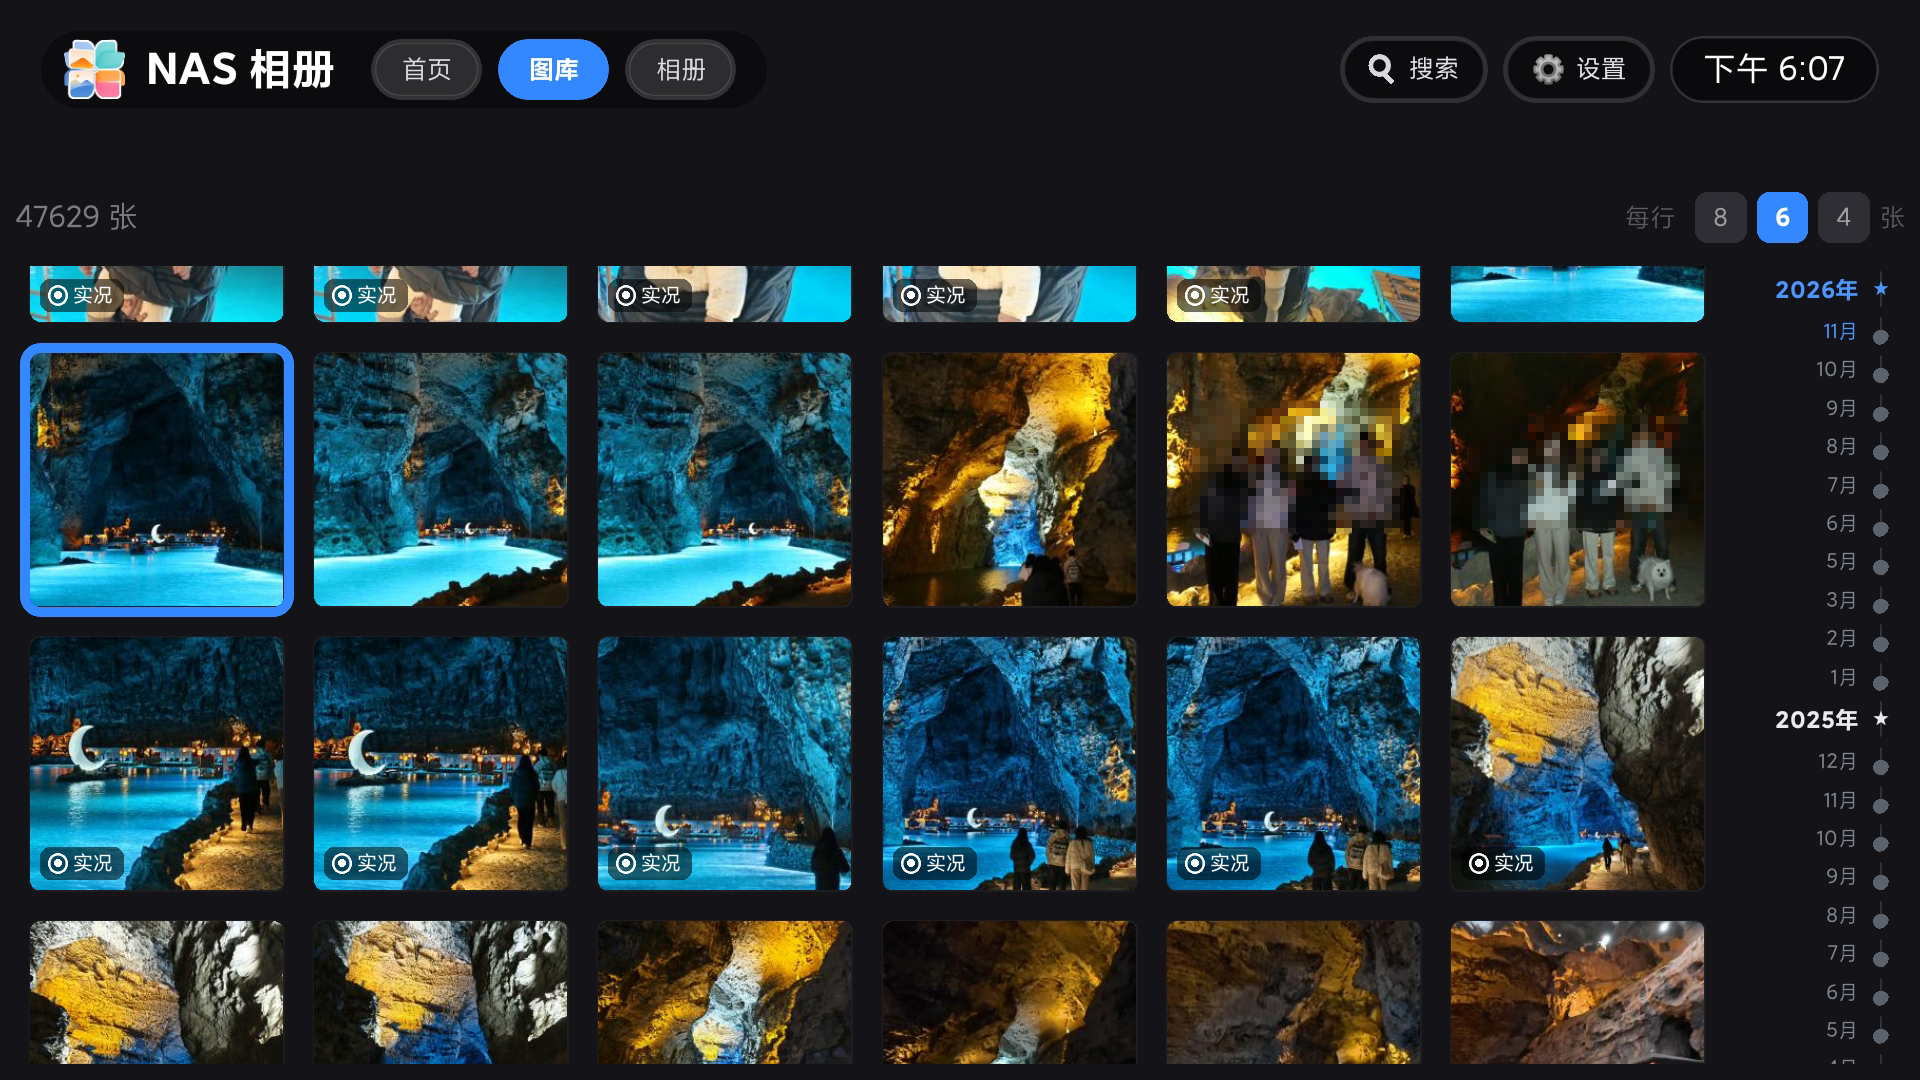 NAS 相册
首页
图库
相册
搜索
设置
下午 6:07
47629 张
每行 8 6 4 张
实况
实况
实况
实况
实况
实况
实况
实况
实况
实况
实况
2026年
11月
10月
9月
8月
7月
6月
5月
3月
2月
1月
2025年
12月
11月
10月
9月
8月
7月
6月
5月